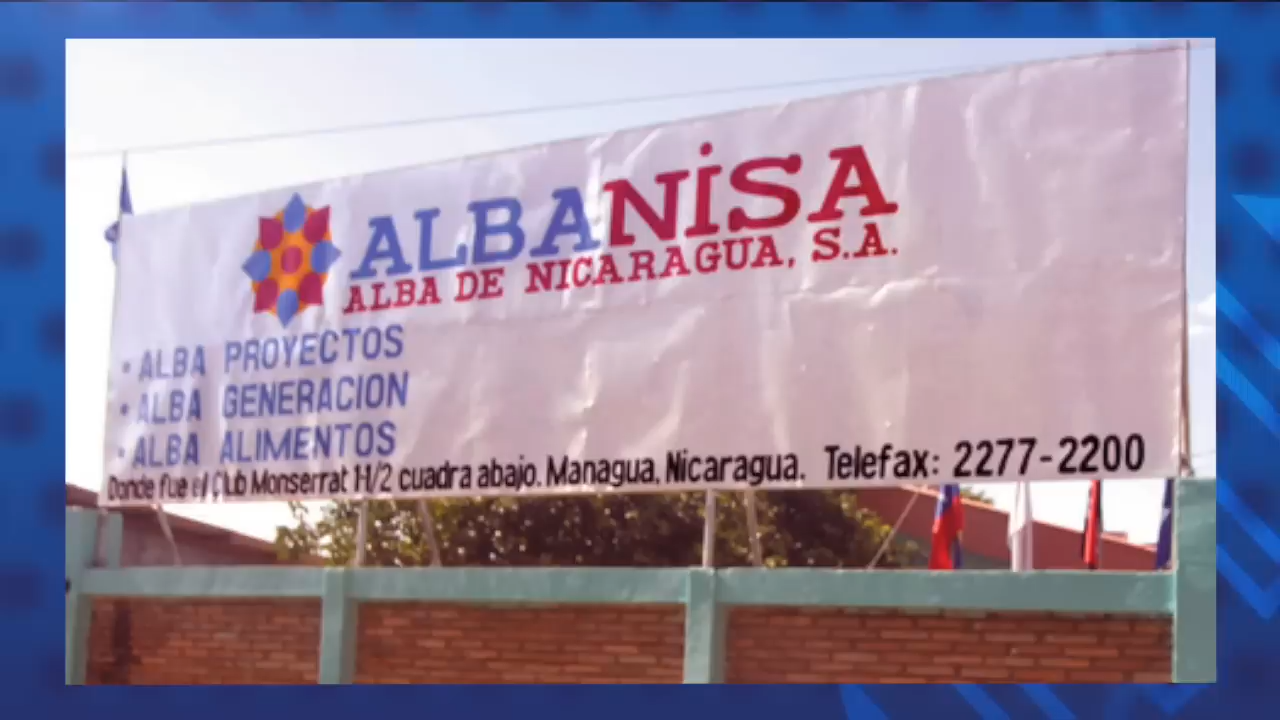 ALBANiSA
ALBA DE NICARAGUA, S.A.
• ALBA PROYECTOS
• ALBA GENERACION
• ALBA ALIMENTOS
Donde fue el Club Monserrat 1 1/2 cuadra abajo. Managua, Nicaragua. Telefax: 2277-2200